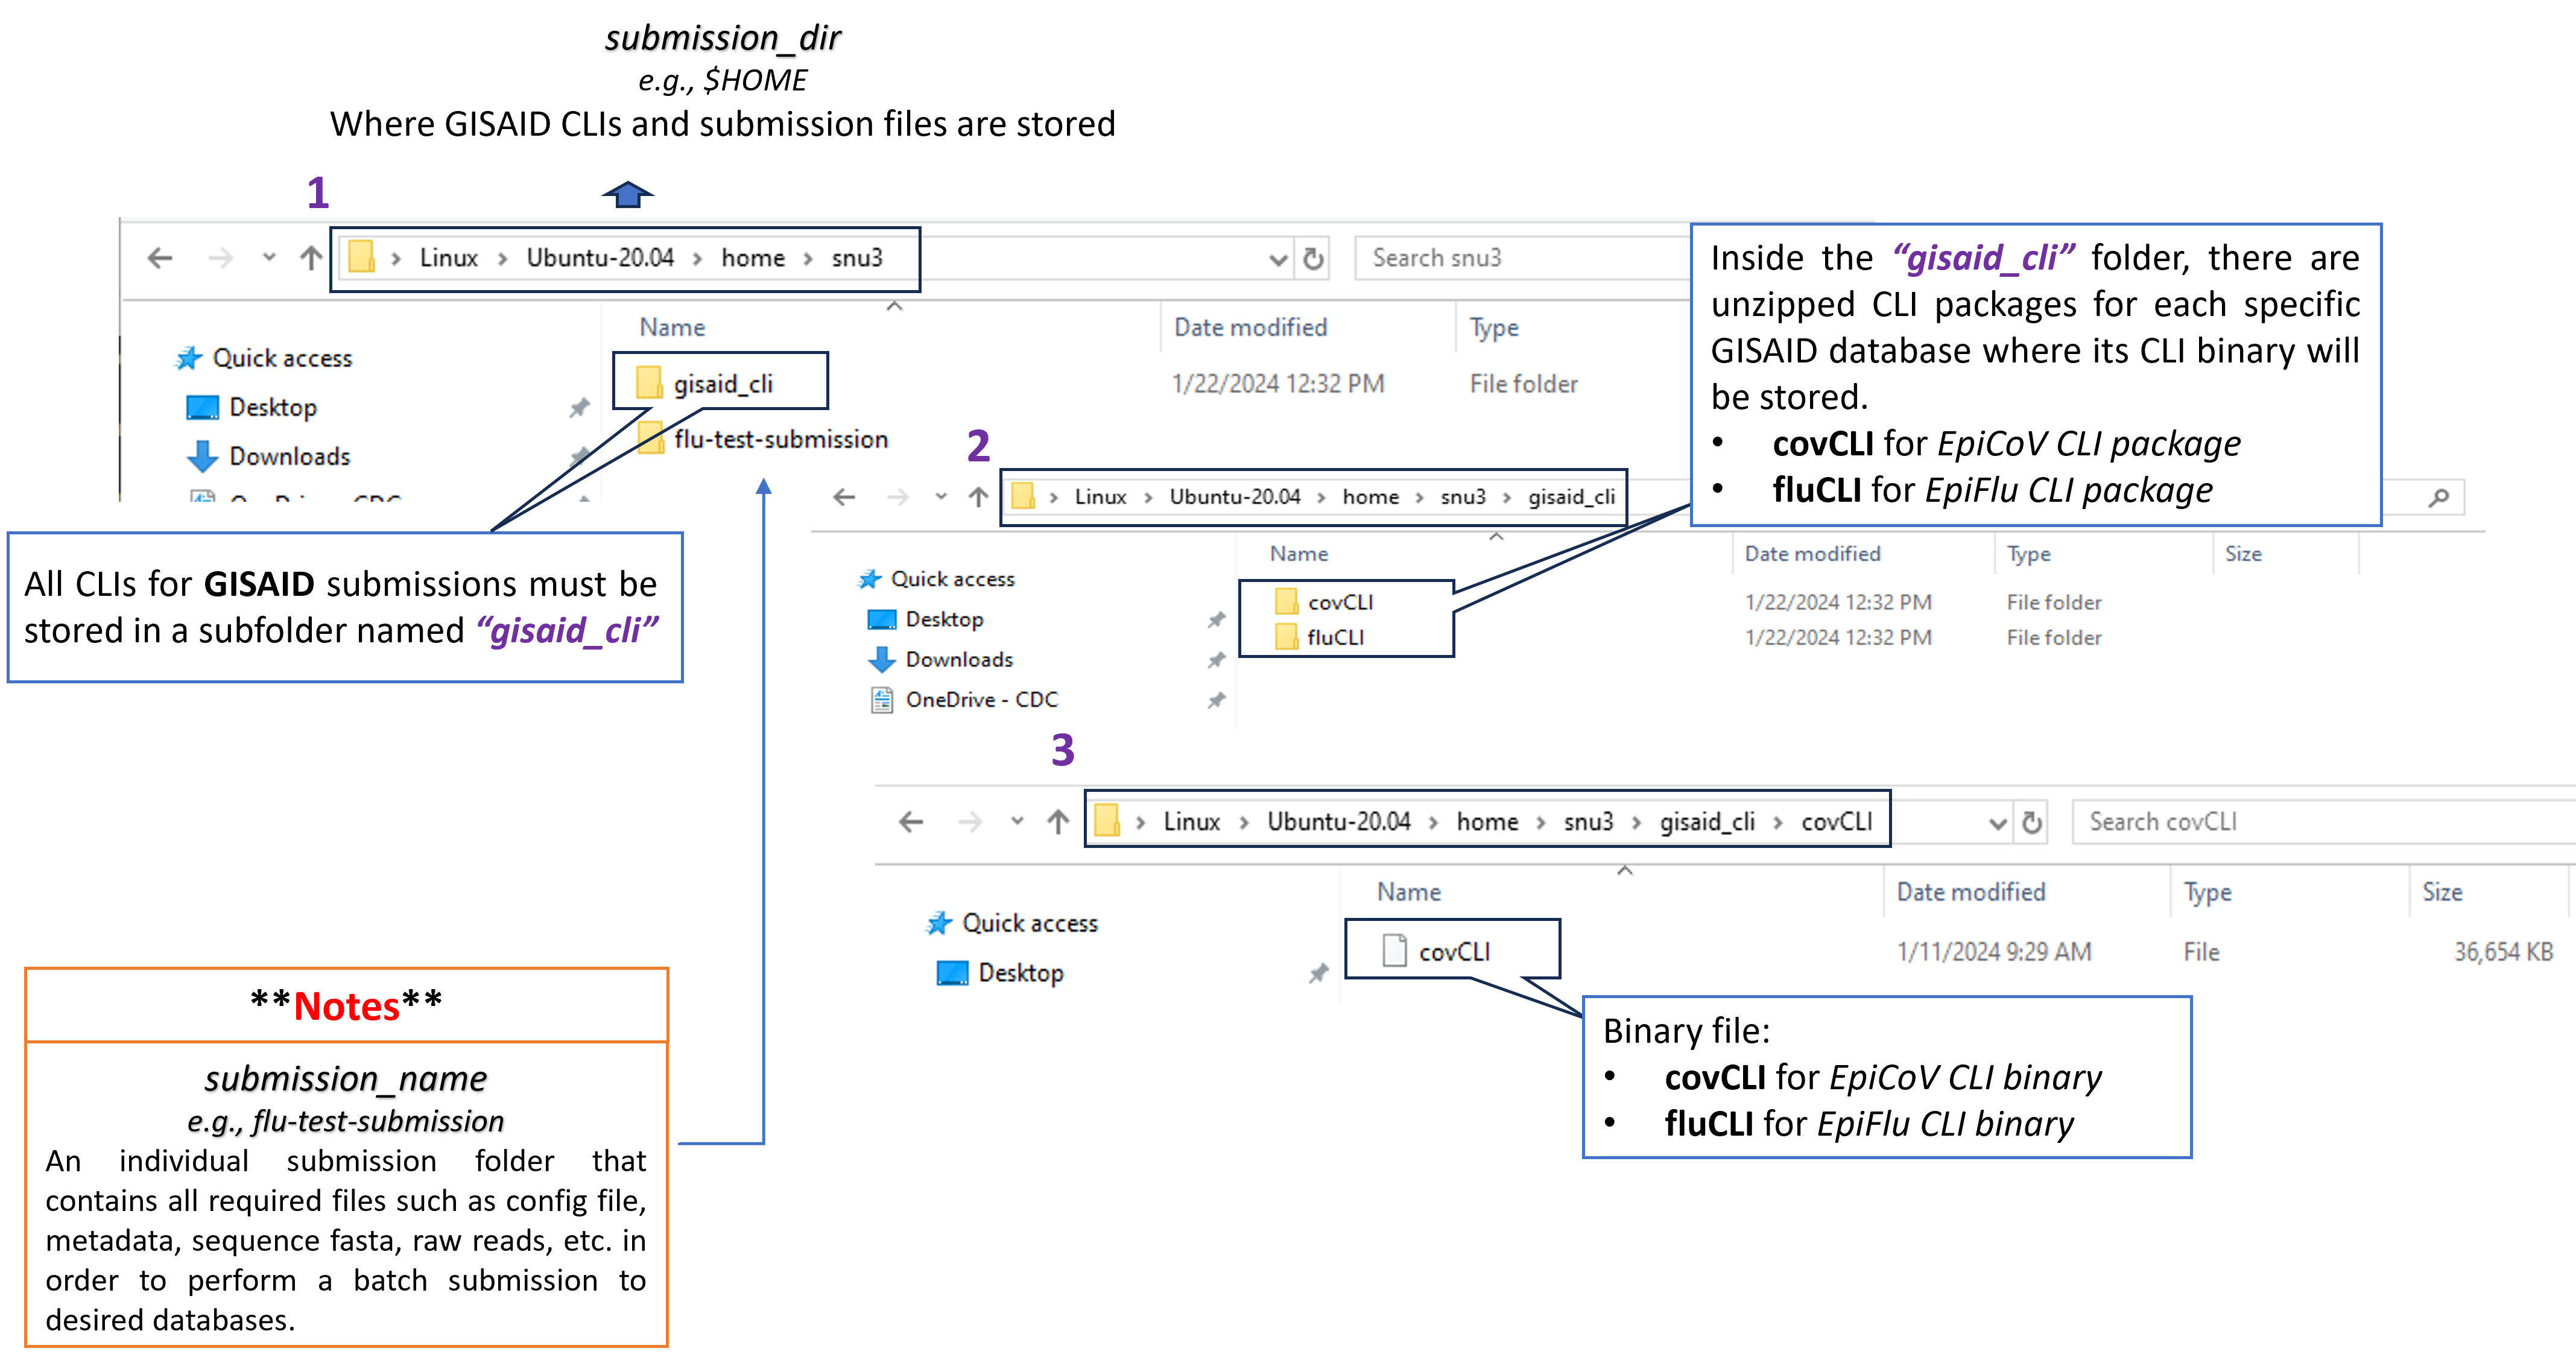 submission_dir
e.g., $HOME
Where GISAID CLIs and submission files are stored
1
Linux > Ubuntu-20.04 > home > snu3
Search snu3
Name
Date modified
Type
Quick access
Desktop
Downloads
gisaid_cli
1/22/2024 12:32 PM
File folder
flu-test-submission
Inside the “gisaid_cli” folder, there are
unzipped CLI packages for each specific
GISAID database where its CLI binary will
be stored.
• covCLI for EpiCoV CLI package
• fluCLI for EpiFlu CLI package
All CLIs for GISAID submissions must be
stored in a subfolder named “gisaid_cli”
2
Linux > Ubuntu-20.04 > home > snu3 > gisaid_cli
Name
Date modified
Type
Size
Quick access
Desktop
Downloads
OneDrive - CDC
covCLI
1/22/2024 12:32 PM
File folder
fluCLI
1/22/2024 12:32 PM
File folder
3
Linux > Ubuntu-20.04 > home > snu3 > gisaid_cli > covCLI
Search covCLI
Name
Date modified
Type
Size
Quick access
Desktop
covCLI
1/11/2024 9:29 AM
File
36,654 KB
Binary file:
• covCLI for EpiCoV CLI binary
• fluCLI for EpiFlu CLI binary
**Notes**
submission_name
e.g., flu-test-submission
An individual submission folder that
contains all required files such as config file,
metadata, sequence fasta, raw reads, etc. in
order to perform a batch submission to
desired databases.